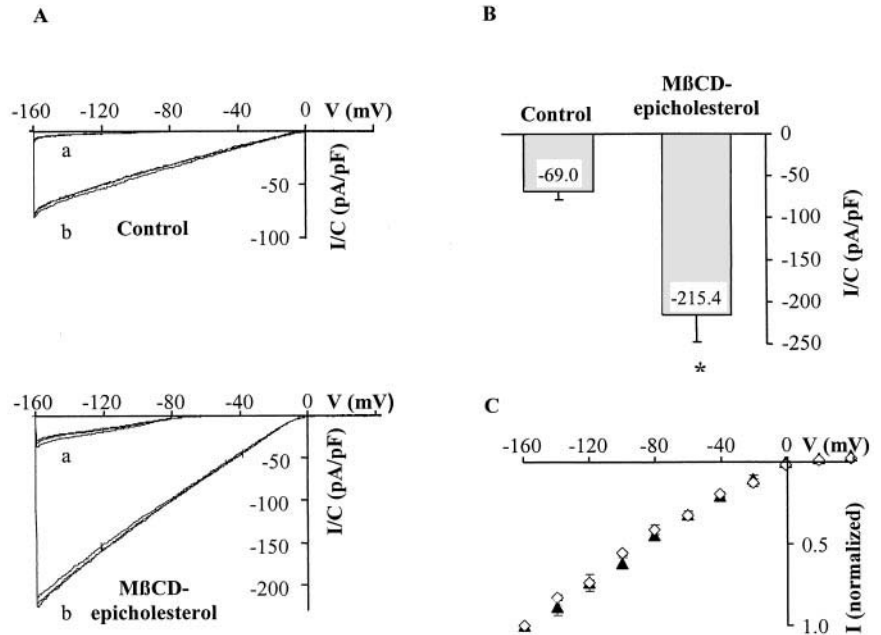 A
-160 -120 -80 -40 0 V (mV)
a
b
Control
-50
-100
I/C (pA/pF)
-160 -120 -80 -40 0 V (mV)
a
b
MßCD-
epicholesterol
-50
-100
-150
-200
I/C (pA/pF)
B
Control
MßCD-
epicholesterol
-69.0
-215.4
*
0
-50
-100
-150
-200
-250
I/C (pA/pF)
C
-160 -120 -80 -40 0 V (mV)
0.5
1.0
I (normalized)